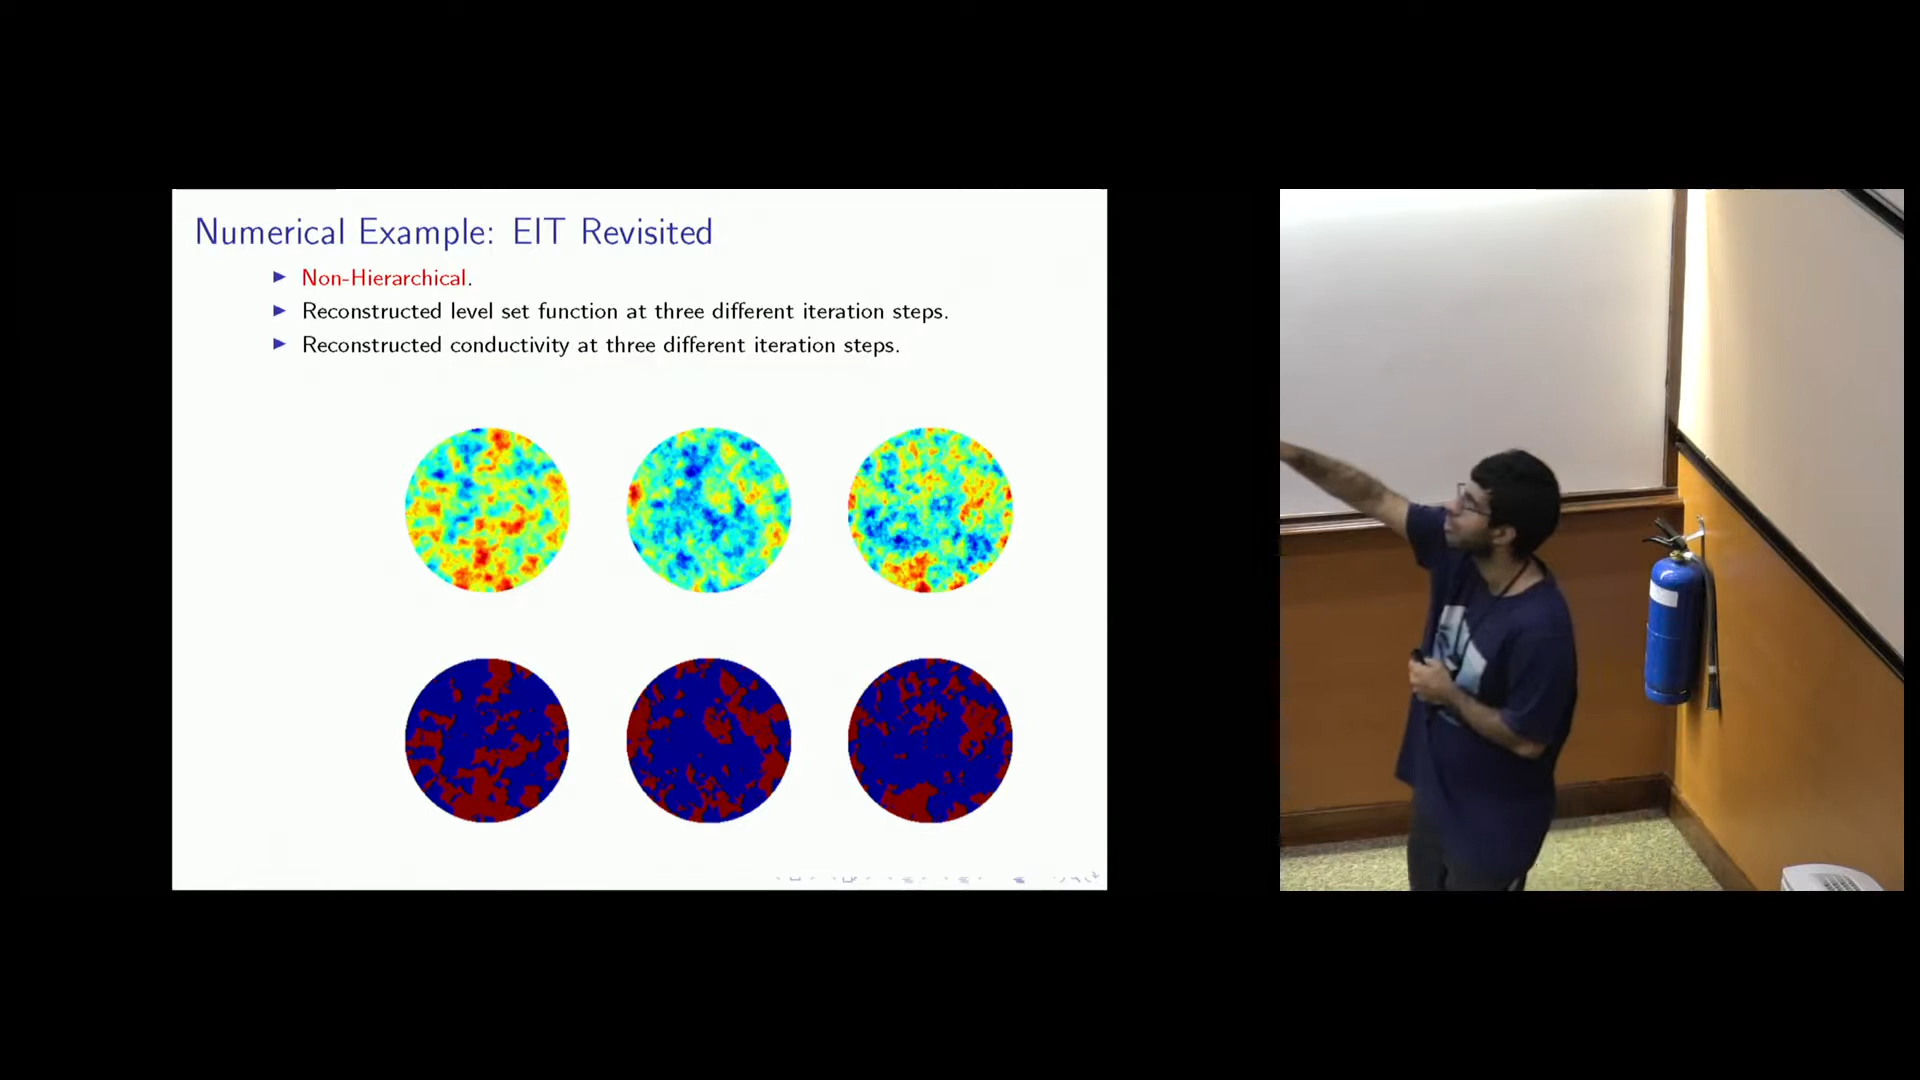 Numerical Example: EIT Revisited
Non-Hierarchical.
Reconstructed level set function at three different iteration steps.
Reconstructed conductivity at three different iteration steps.